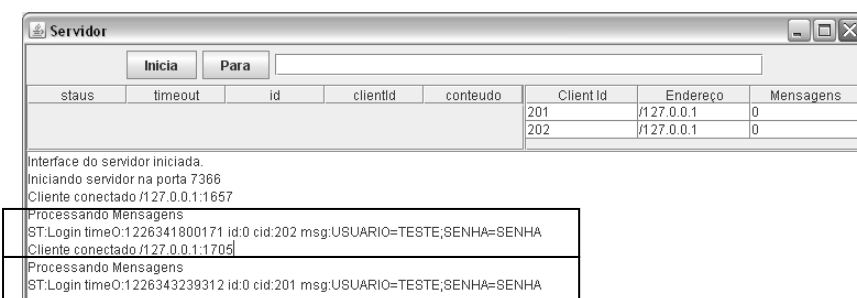 Servidor
Inicia Para
staus timeout id clientId conteudo Client Id Endereço Mensagens
201 /127.0.0.1 0
202 /127.0.0.1 0
Interface do servidor iniciada.
Iniciando servidor na porta 7366
Cliente conectado /127.0.0.1:1657
Processando Mensagens
ST:Login timeO:1226341800171 id:0 cid:202 msg:USUARIO=TESTE;SENHA=SENHA
Cliente conectado /127.0.0.1:1705
Processando Mensagens
ST:Login timeO:1226343239312 id:0 cid:201 msg:USUARIO=TESTE;SENHA=SENHA